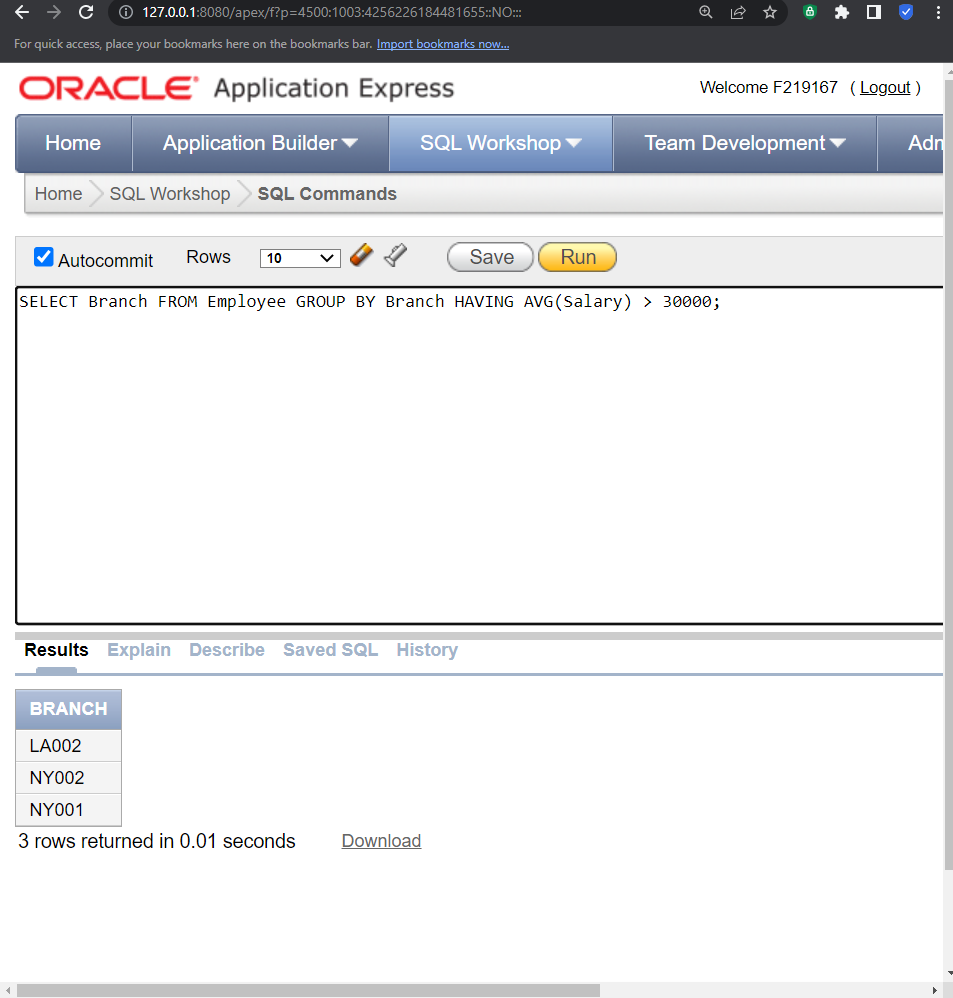 127.0.0.1:8080/apex/f?p=4500:1003:4256226184481655::NO:::
For quick access, place your bookmarks here on the bookmarks bar. Import bookmarks now...
ORACLE® Application Express
Welcome F219167 ( Logout )
Home Application Builder SQL Workshop Team Development Adn
Home SQL Workshop SQL Commands
Autocommit Rows 10 Save Run
SELECT Branch FROM Employee GROUP BY Branch HAVING AVG(Salary) > 30000;
Results Explain Describe Saved SQL History
BRANCH
LA002
NY002
NY001
3 rows returned in 0.01 seconds Download